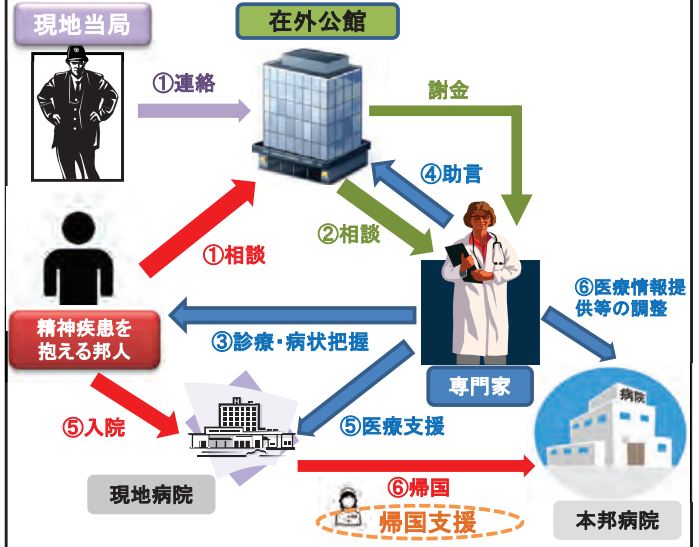 現地当局
在外公館
①連絡
謝金
④助言
②相談
①相談
⑥医療情報提
供等の調整
精神疾患を
抱える邦人
③診療・病状把握
専門家
病院
⑤入院
⑤医療支援
現地病院
⑥帰国
帰国支援
本邦病院